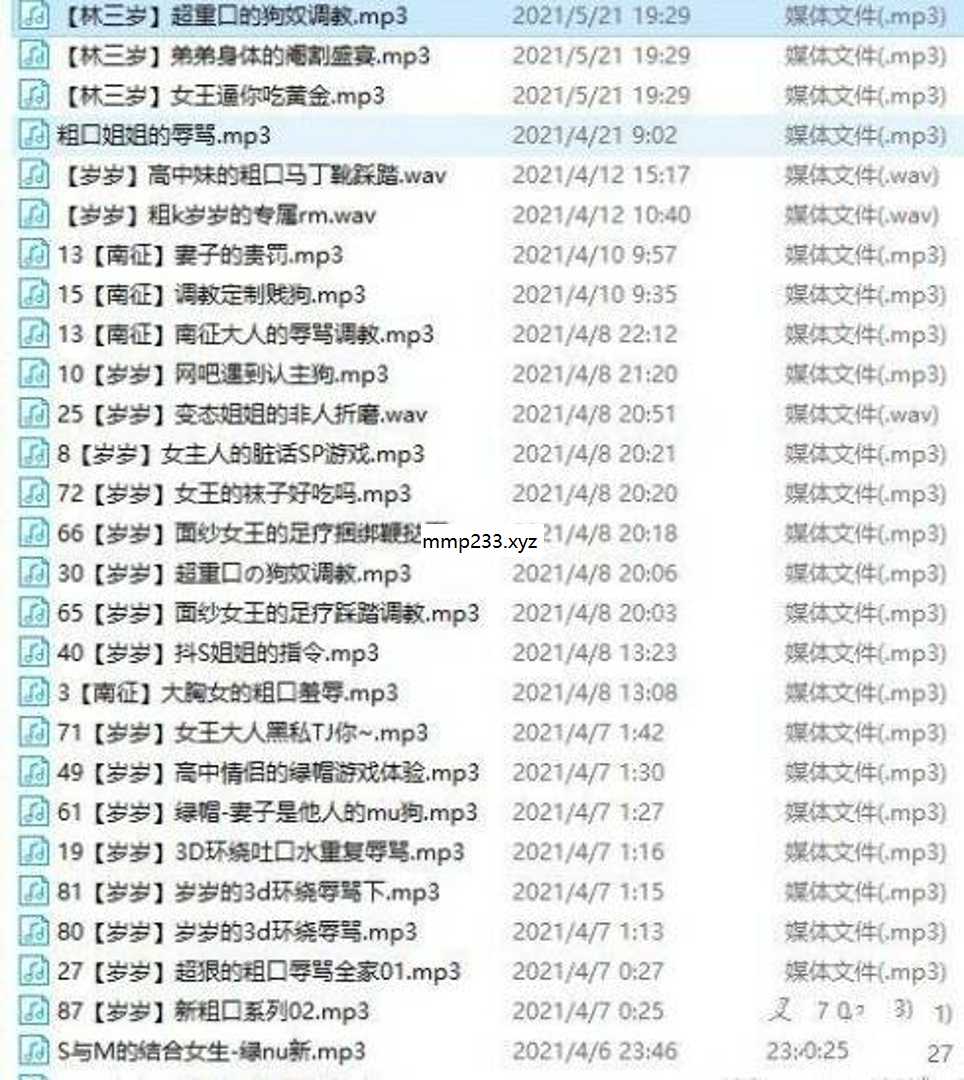 【林三岁】超重口的狗奴调教.mp3 2021/5/21 19:29 媒体文件(.mp3)
【林三岁】弟弟身体的阉割盛宴.mp3 2021/5/21 19:29 媒体文件(.mp3)
【林三岁】女王逼你吃黄金.mp3 2021/5/21 19:29 媒体文件(.mp3)
粗口姐姐的辱骂.mp3 2021/4/21 9:02 媒体文件(.mp3)
【岁岁】高中妹的粗口马丁靴踩踏.wav 2021/4/12 15:17 媒体文件(.wav)
【岁岁】粗k岁岁的专属rm.wav 2021/4/12 10:40 媒体文件(.wav)
13【南征】妻子的责罚.mp3 2021/4/10 9:57 媒体文件(.mp3)
15【南征】调教定制贱狗.mp3 2021/4/10 9:35 媒体文件(.mp3)
13【南征】南征大人的辱骂调教.mp3 2021/4/8 22:12 媒体文件(.mp3)
10【岁岁】网吧遇到认主狗.mp3 2021/4/8 21:20 媒体文件(.mp3)
25【岁岁】变态姐姐的非人折磨.wav 2021/4/8 20:51 媒体文件(.wav)
8【岁岁】女主人的脏话SP游戏.mp3 2021/4/8 20:21 媒体文件(.mp3)
72【岁岁】女王的袜子好吃吗.mp3 2021/4/8 20:20 媒体文件(.mp3)
66【岁岁】面纱女王的足疗捆绑鞭挞 mmp233.xyz 21/4/8 20:18 媒体文件(.mp3)
30【岁岁】超重口の狗奴调教.mp3 2021/4/8 20:06 媒体文件(.mp3)
65【岁岁】面纱女王的足疗踩踏调教.mp3 2021/4/8 20:03 媒体文件(.mp3)
40【岁岁】抖S姐姐的指令.mp3 2021/4/8 13:23 媒体文件(.mp3)
3【南征】大胸女的粗口羞辱.mp3 2021/4/8 13:08 媒体文件(.mp3)
71【岁岁】女王大人黑私TJ你~.mp3 2021/4/7 1:42 媒体文件(.mp3)
49【岁岁】高中情侣的绿帽游戏体验.mp3 2021/4/7 1:30 媒体文件(.mp3)
61【岁岁】绿帽-妻子是他人的mu狗.mp3 2021/4/7 1:27 媒体文件(.mp3)
19【岁岁】3D环绕吐口水重复辱骂.mp3 2021/4/7 1:16 媒体文件(.mp3)
81【岁岁】岁岁的3d环绕辱骂下.mp3 2021/4/7 1:15 媒体文件(.mp3)
80【岁岁】岁岁的3d环绕辱骂.mp3 2021/4/7 1:13 媒体文件(.mp3)
27【岁岁】超狠的粗口辱骂全家01.mp3 2021/4/7 0:27 媒体文件(.mp3)
87【岁岁】新粗口系列02.mp3 2021/4/7 0:25
S与M的结合女生-绿nu新.mp3 2021/4/6 23:46 27